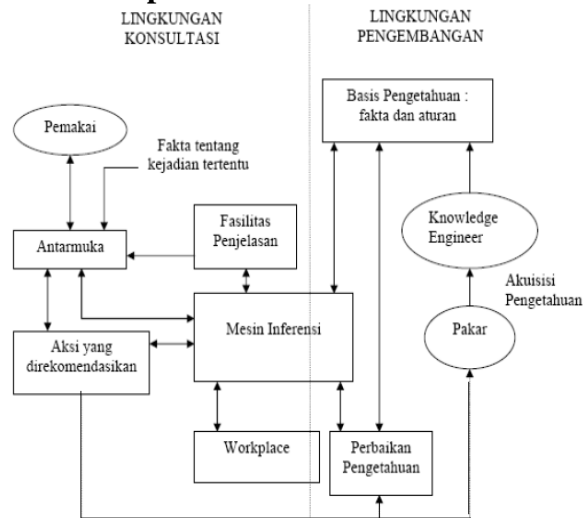 LINGKUNGAN
KONSULTASI
LINGKUNGAN
PENGEMBANGAN
Basis Pengetahuan :
fakta dan aturan
Pemakai
Fakta tentang
kejadian tertentu
Fasilitas
Penjelasan
Knowledge
Engineer
Antarmuka
Akuisisi
Pengetahuan
Mesin Inferensi
Pakar
Aksi yang
direkomendasikan
Workplace
Perbaikan
Pengetahuan